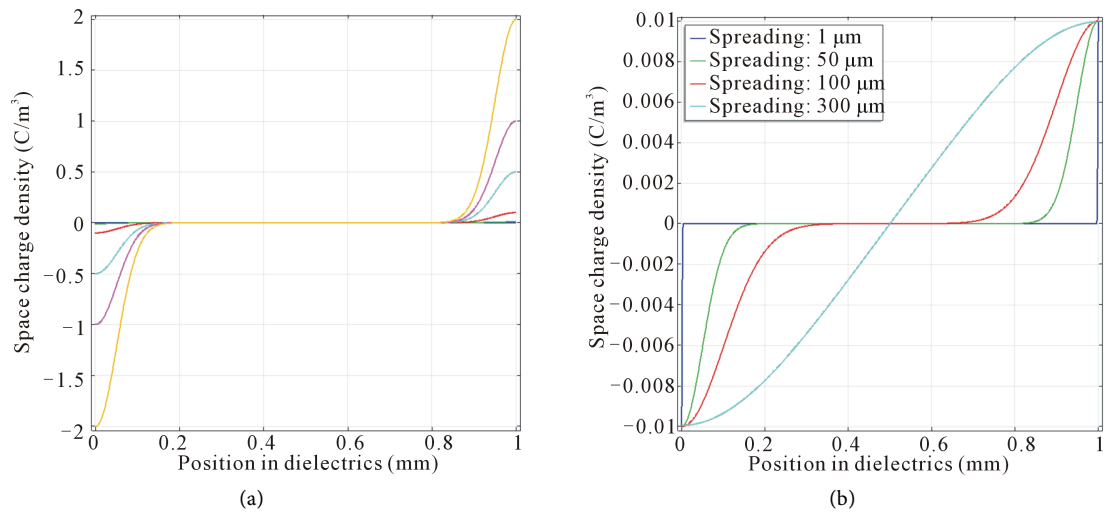 2
1.5
1
0.5
0
−0.5
−1
−1.5
−2
Space charge density (C/m³)
0 0.2 0.4 0.6 0.8 1
Position in dielectrics (mm)
(a)
0.01
0.008
0.006
0.004
0.002
0
−0.002
−0.004
−0.006
−0.008
−0.01
Space charge density (C/m³)
Spreading: 1 μm
Spreading: 50 μm
Spreading: 100 μm
Spreading: 300 μm
0 0.2 0.4 0.6 0.8 1
Position in dielectrics (mm)
(b)